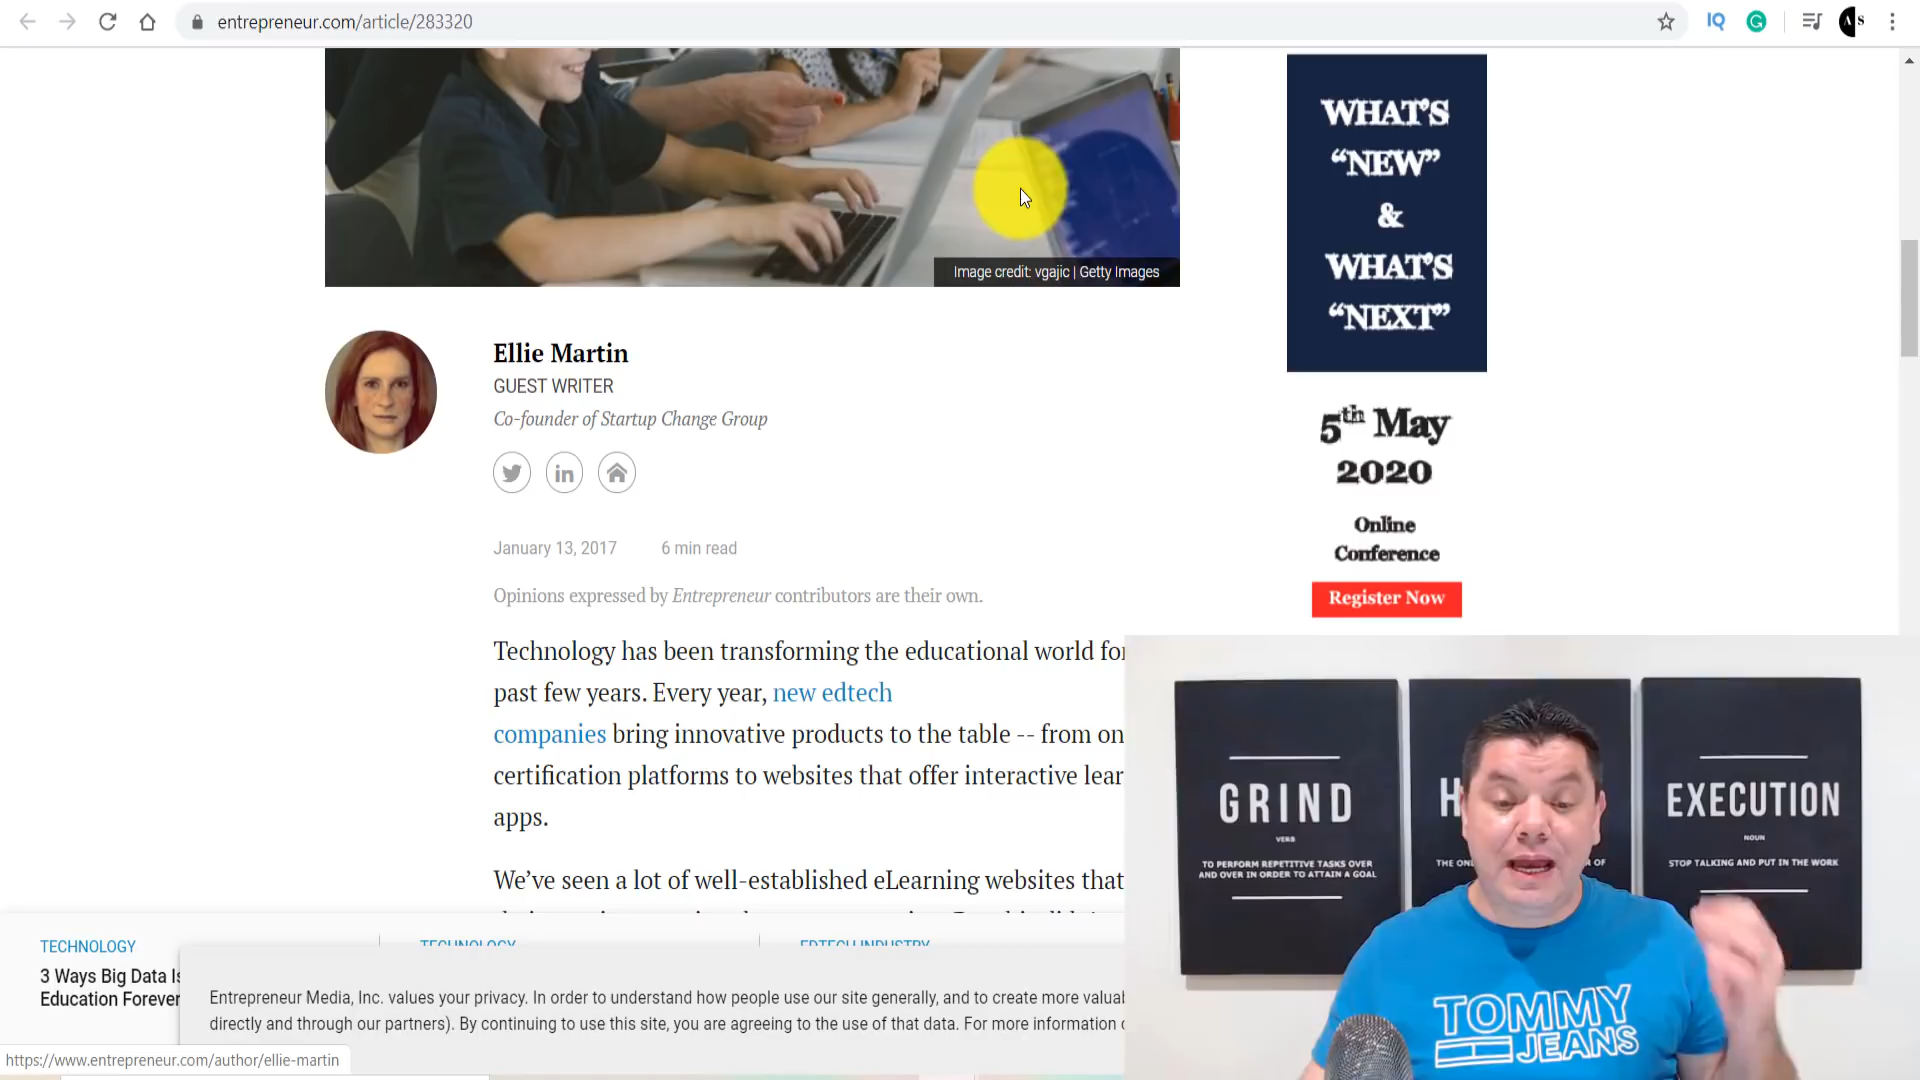 entrepreneur.com/article/283320
IQ
G
A S
WHAT'S
“NEW”
&
WHAT'S
“NEXT”
Image credit: vgajic | Getty Images
5th May
2020
Online
Conference
Register Now
Ellie Martin
GUEST WRITER
Co-founder of Startup Change Group
in
January 13, 2017 6 min read
Opinions expressed by Entrepreneur contributors are their own.
Technology has been transforming the educational world for
past few years. Every year, new edtech
companies bring innovative products to the table -- from on
certification platforms to websites that offer interactive lear
apps.
We’ve seen a lot of well-established eLearning websites that
GRIND
VERB
TO PERFORM REPETITIVE TASKS OVER
AND OVER IN ORDER TO ATTAIN A GOAL
H
THE ON
R OF
EXECUTION
NOUN
STOP TALKING AND PUT IN THE WORK
TOMMY
JEANS
TECHNOLOGY
3 Ways Big Data Is
Education Forever
TECHNOLOGY
EDTECH INDUSTRY
Entrepreneur Media, Inc. values your privacy. In order to understand how people use our site generally, and to create more valuab
directly and through our partners). By continuing to use this site, you are agreeing to the use of that data. For more information
https://www.entrepreneur.com/author/ellie-martin